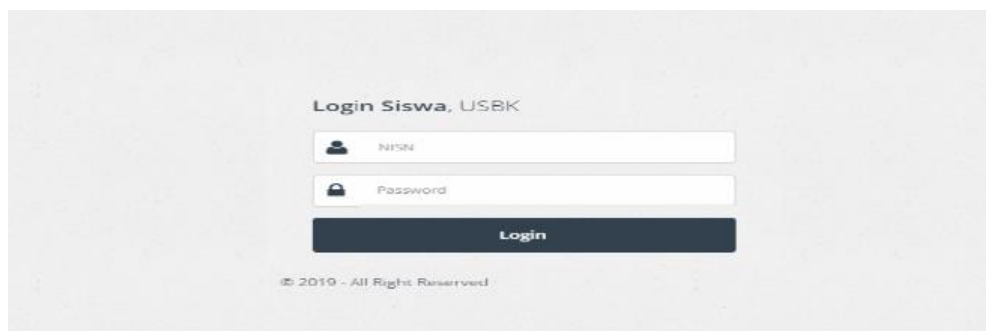 Login Siswa, USBK
NISN
Password
Login
© 2019 - All Right Reserved